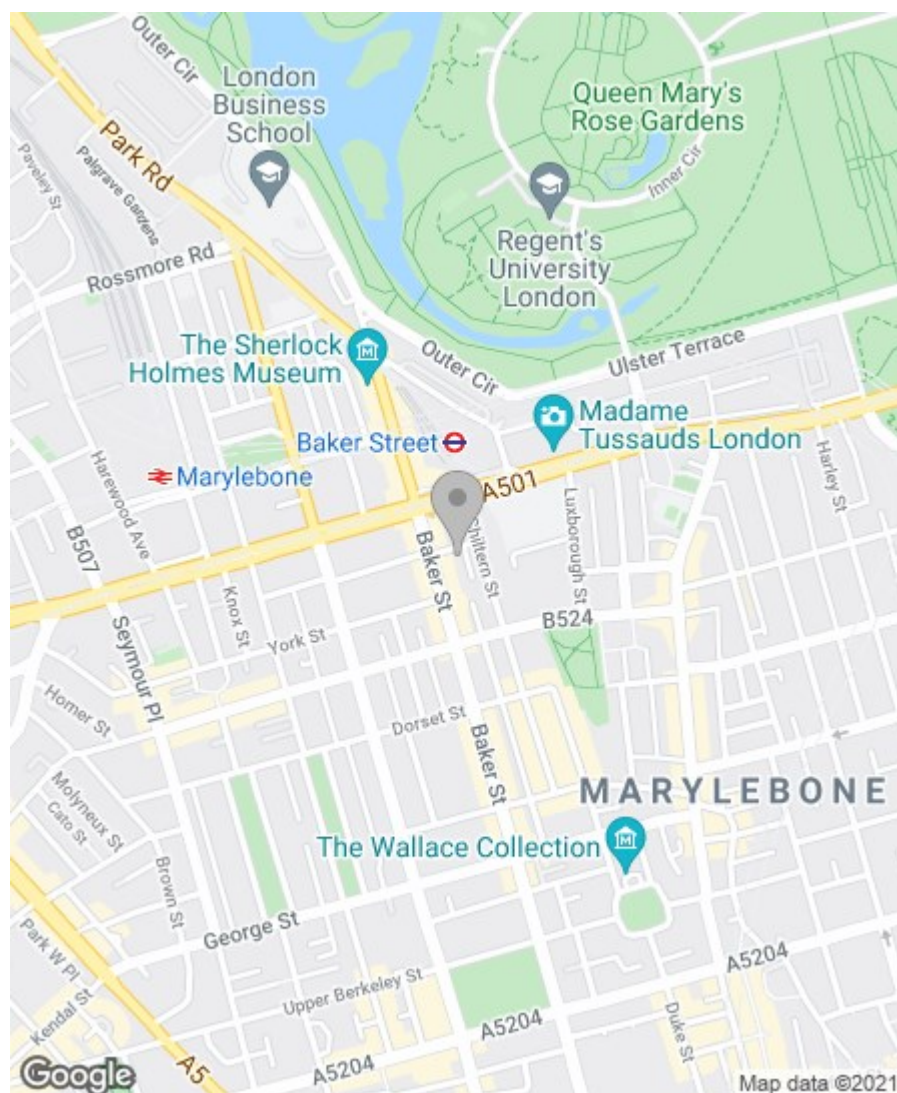 Outer Cir
London
Business
School
Queen Mary's
Rose Gardens
Park Rd
Paveley St
Palgrave Gardens
Inner Cir
Regent's
University
London
Rossmore Rd
The Sherlock
Holmes Museum
Outer Cir
Ulster Terrace
Baker Street
Madame
Tussauds London
Marylebone
Harewood Ave
A501
Harley St
Luxborough St
Chiltern St
B507
Baker St
Knox St
B524
York St
Seymour Pl
Homer St
Dorset St
Baker St
MARYLEBONE
Molyneux St
Cato St
The Wallace Collection
Brown St
George St
Park W Pl
A5204
Upper Berkeley St
Kendal St
A5204
Duke St
A5
A5204
Google
Map data ©2021